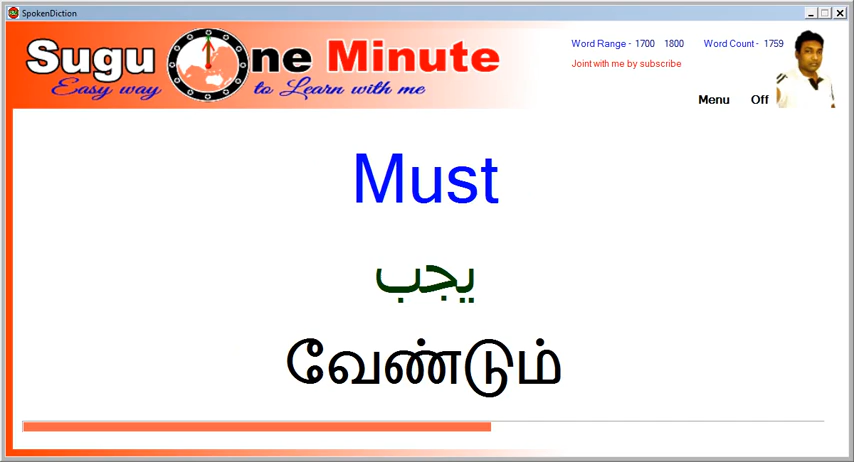 SpokenDiction
Sugu One Minute
Easy way to Learn with me
Word Range - 1700 1800 Word Count - 1759
Joint with me by subscribe
Menu Off
Must
يجب
வேண்டும்